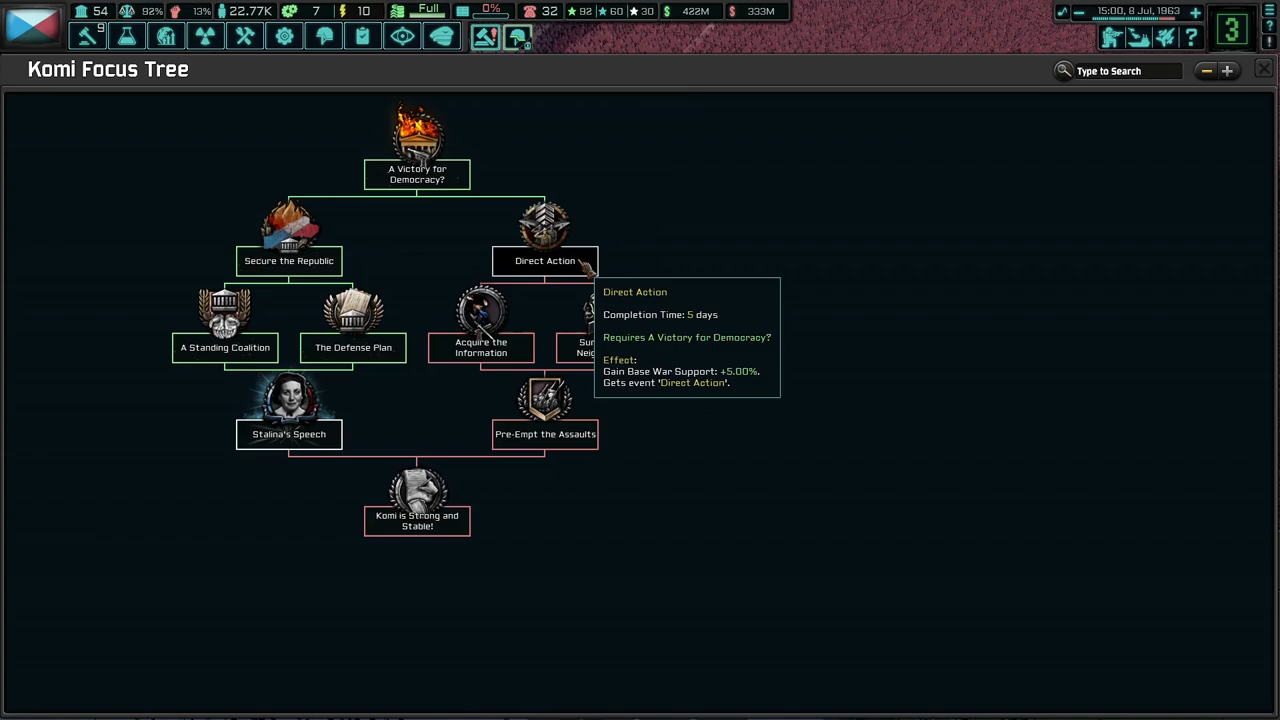 54 92% 13% 22.77K 7 10 Full 0% 32 92 60 30 $ 422M $ 333M
15:00, 8 Jul, 1963
9
3
Komi Focus Tree
Type to Search
A Victory for
Democracy?
Secure the Republic
Direct Action
A Standing Coalition
The Defense Plan
Acquire the
Information
Stalina's Speech
Pre-Empt the Assaults
Komi is Strong and
Stable!
Direct Action
Completion Time: 5 days
Requires A Victory for Democracy?
Effect:
Gain Base War Support: +5.00%.
Gets event 'Direct Action'.